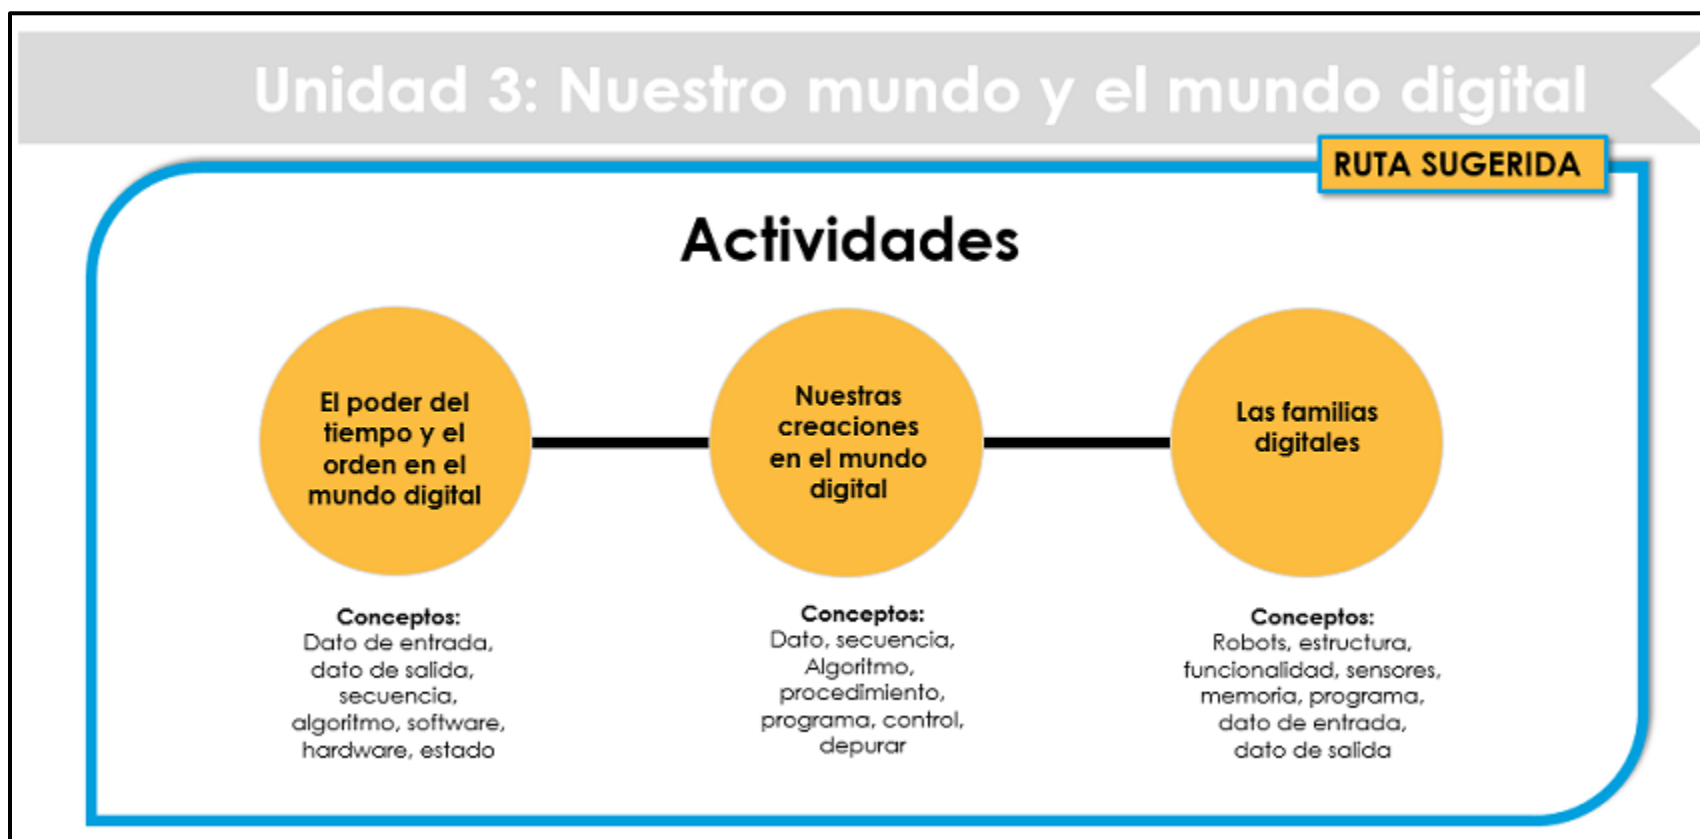 Unidad 3: Nuestro mundo y el mundo digital
RUTA SUGERIDA
Actividades
El poder del
tiempo y el
orden en el
mundo digital
Conceptos:
Dato de entrada,
dato de salida,
secuencia,
algoritmo, software,
hardware, estado
Nuestras
creaciones
en el mundo
digital
Conceptos:
Dato, secuencia,
Algoritmo,
procedimiento,
programa, control,
depurar
Las familias
digitales
Conceptos:
Robots, estructura,
funcionalidad, sensores,
memoria, programa,
dato de entrada,
dato de salida